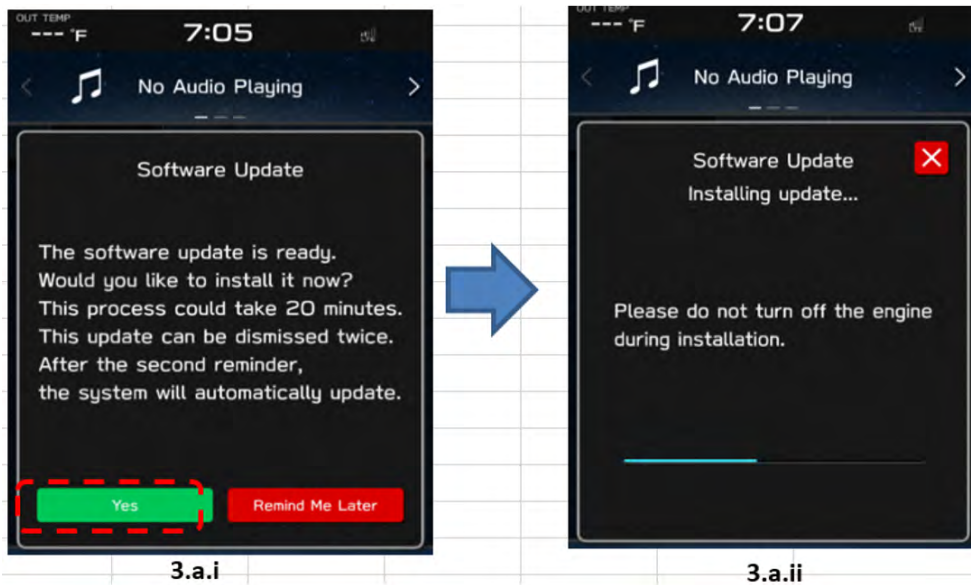 OUT TEMP
--- °F
7:05
No Audio Playing
Software Update
The software update is ready.
Would you like to install it now?
This process could take 20 minutes.
This update can be dismissed twice.
After the second reminder,
the system will automatically update.
Yes
Remind Me Later
3.a.i
OUT TEMP
--- °F
7:07
No Audio Playing
Software Update
Installing update...
Please do not turn off the engine
during installation.
3.a.ii